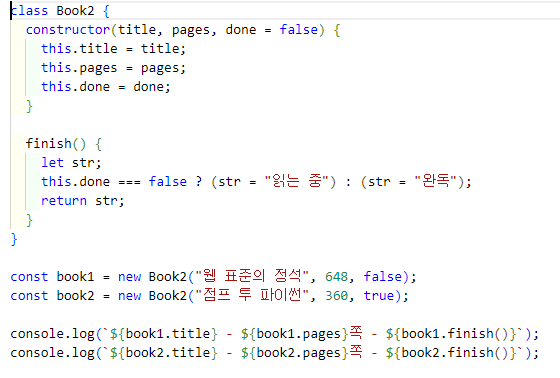 class Book2 {
constructor(title, pages, done = false) {
this.title = title;
this.pages = pages;
this.done = done;
}
finish() {
let str;
this.done === false ? (str = "읽는 중") : (str = "완독");
return str;
}
}
const book1 = new Book2("웹 표준의 정석", 648, false);
const book2 = new Book2("점프 투 파이썬", 360, true);
console.log(`${book1.title} - ${book1.pages}쪽 - ${book1.finish()}`);
console.log(`${book2.title} - ${book2.pages}쪽 - ${book2.finish()}`);